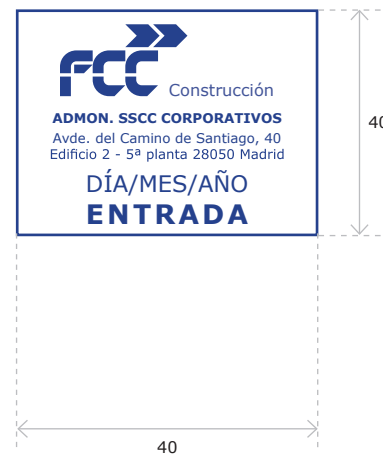 FCC
Construcción
ADMON. SSCC CORPORATIVOS
Avde. del Camino de Santiago, 40
Edificio 2 - 5ª planta 28050 Madrid
DÍA/MES/AÑO
ENTRADA
40
40